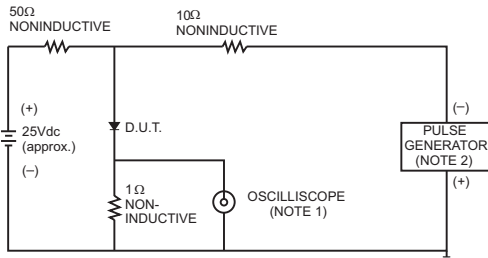 50Ω
NONINDUCTIVE
10Ω
NONINDUCTIVE
(+)
25Vdc
(approx.)
(–)
D.U.T.
1Ω
NON-
INDUCTIVE
OSCILLISCOPE
(NOTE 1)
(–)
PULSE
GENERATOR
(NOTE 2)
(+)